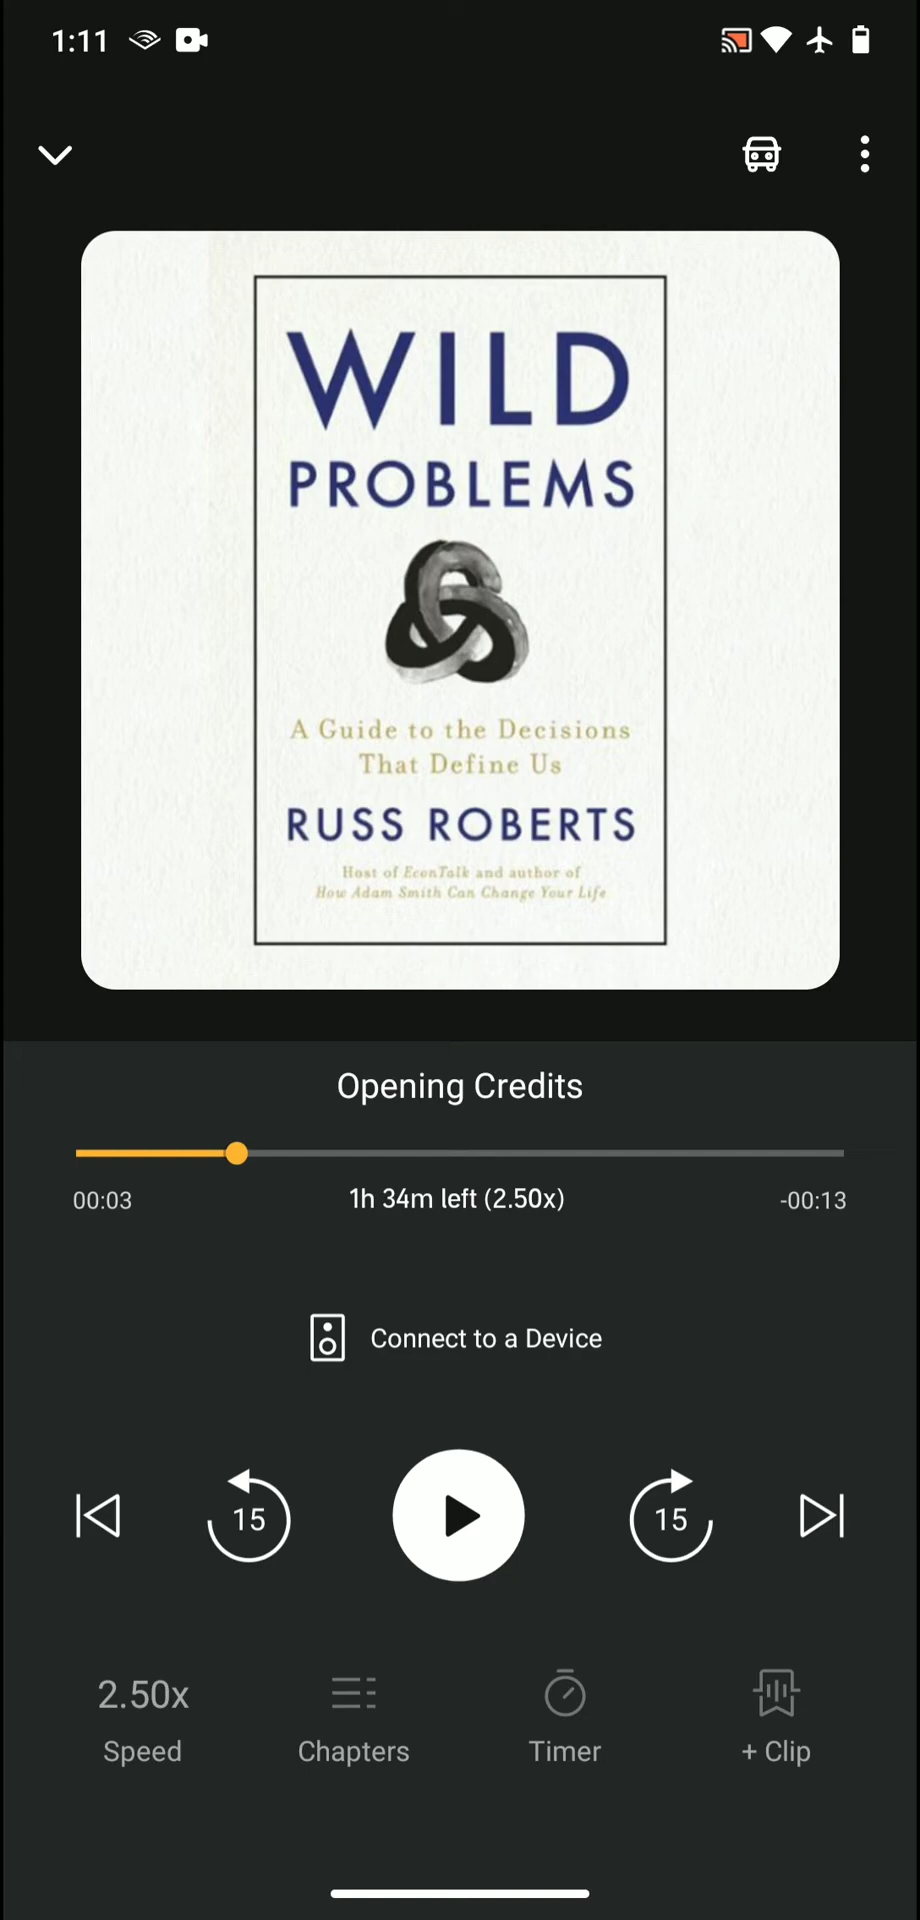 1:11
WILD
PROBLEMS
A Guide to the Decisions
That Define Us
RUSS ROBERTS
Host of EconTalk and author of
How Adam Smith Can Change Your Life
Opening Credits
00:03 1h 34m left (2.50x) -00:13
Connect to a Device
15 15
2.50x
Speed Chapters Timer + Clip